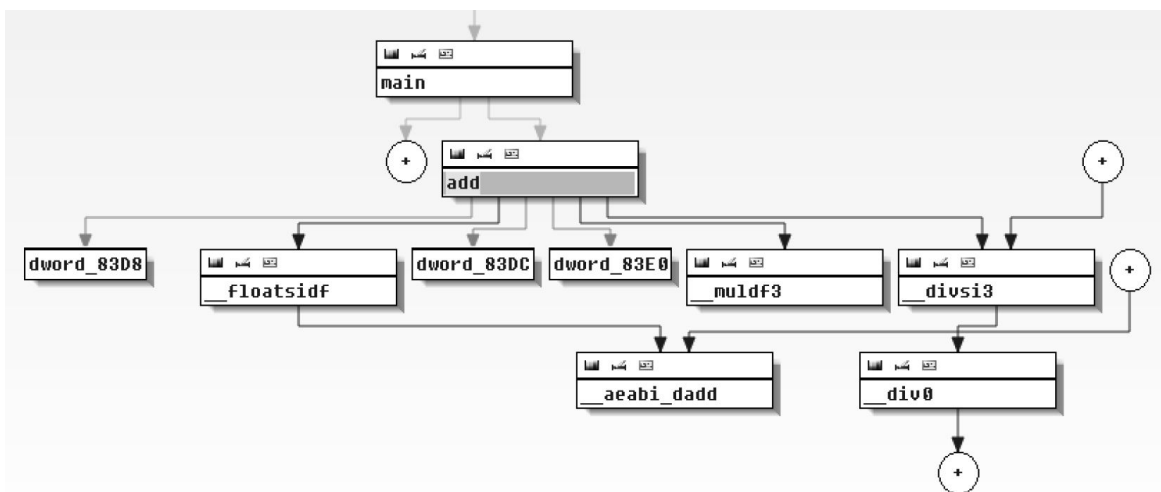 main
+
add
+
dword_83D8
__floatsidf
dword_83DC
dword_83E0
__muldf3
__divsi3
+
__aeabi_dadd
__div0
+